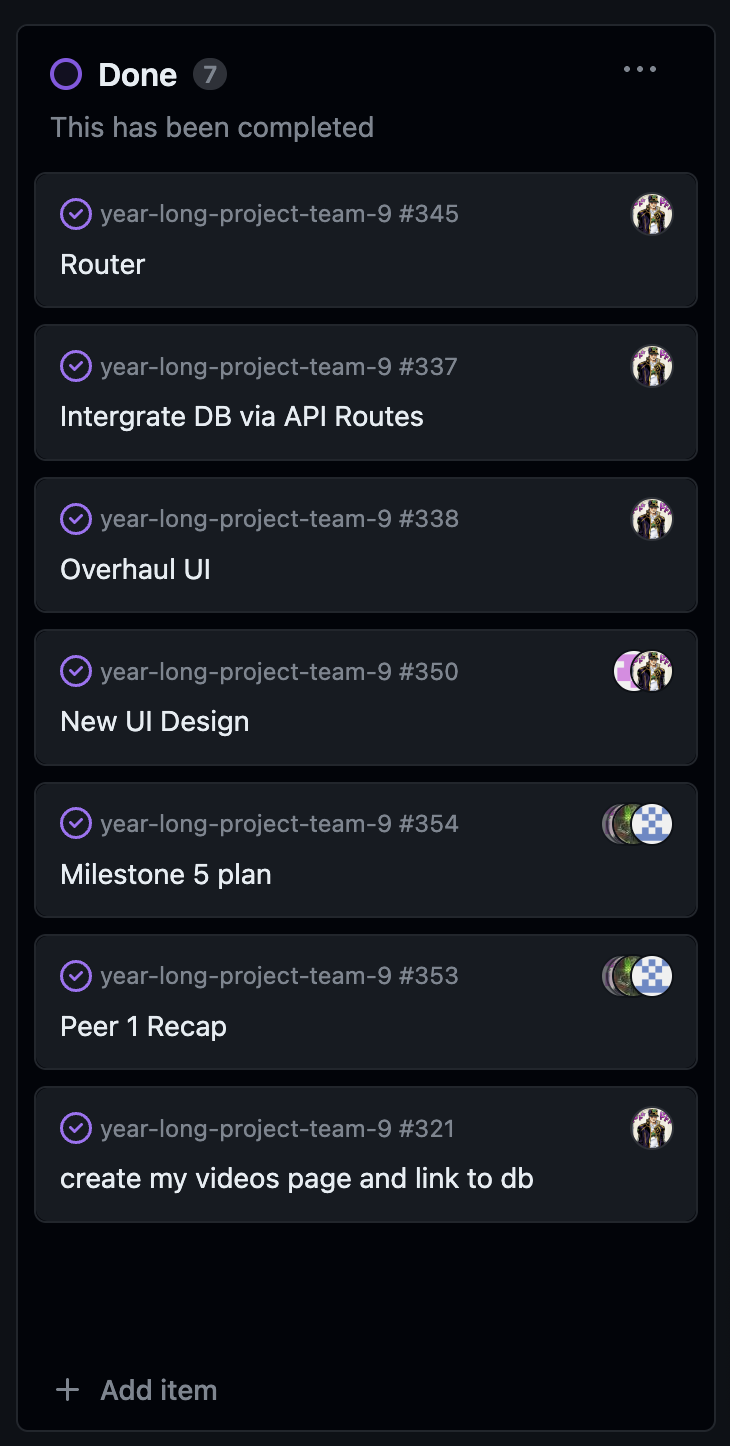 Done 7
This has been completed
year-long-project-team-9 #345
Router
year-long-project-team-9 #337
Intergrate DB via API Routes
year-long-project-team-9 #338
Overhaul UI
year-long-project-team-9 #350
New UI Design
year-long-project-team-9 #354
Milestone 5 plan
year-long-project-team-9 #353
Peer 1 Recap
year-long-project-team-9 #321
create my videos page and link to db
+ Add item